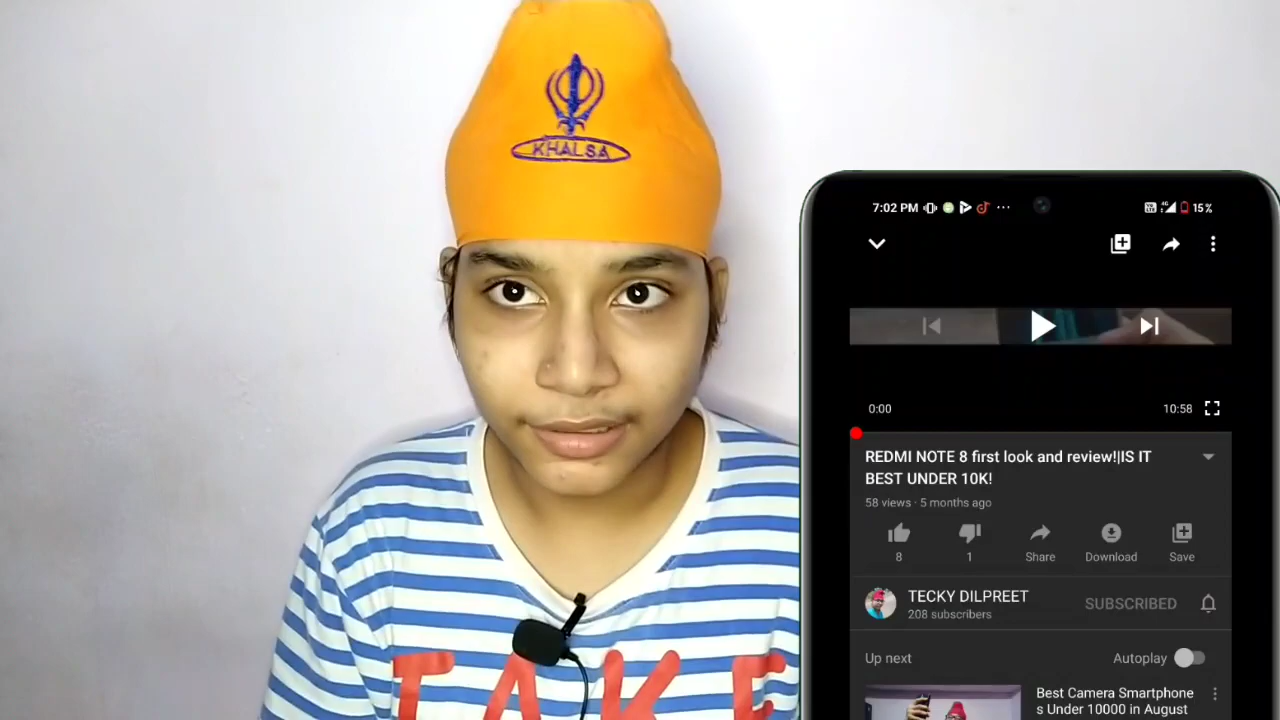 KHALSA
TAKE
7:02 PM
15%
0:00
10:58
REDMI NOTE 8 first look and review!|IS IT
BEST UNDER 10K!
58 views · 5 months ago
8
1
Share
Download
Save
TECKY DILPREET
208 subscribers
SUBSCRIBED
Up next
Autoplay
Best Camera Smartphone
s Under 10000 in August